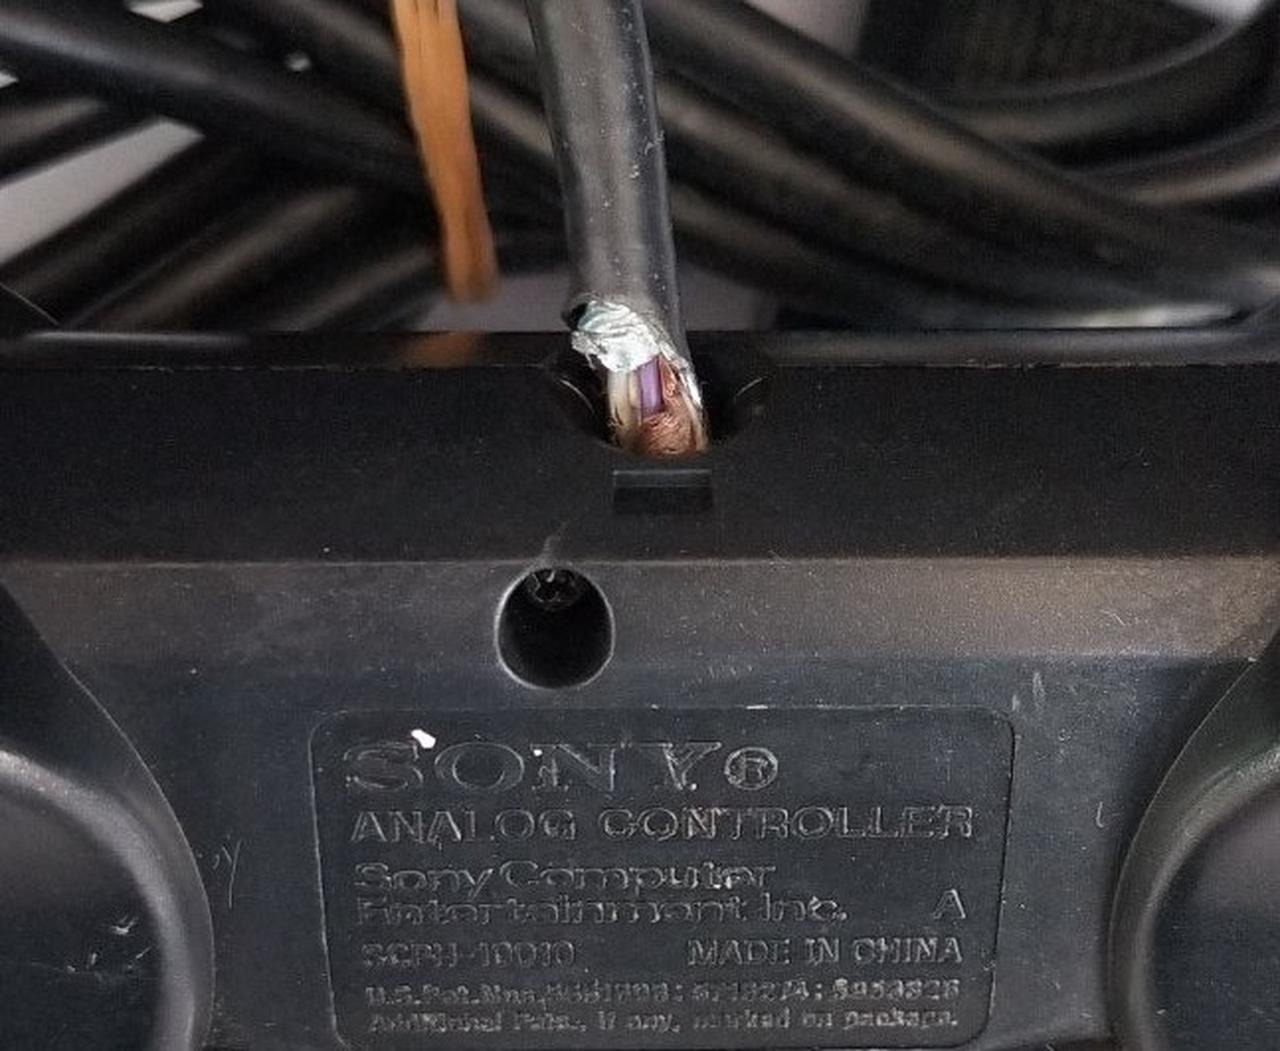 SONY®
ANALOG CONTROLLER
Sony Computer
Entertainment Inc. A
SCPH-10010 MADE IN CHINA
U.S.Pat.Nos.
Additional Pats., if any, marked on package.